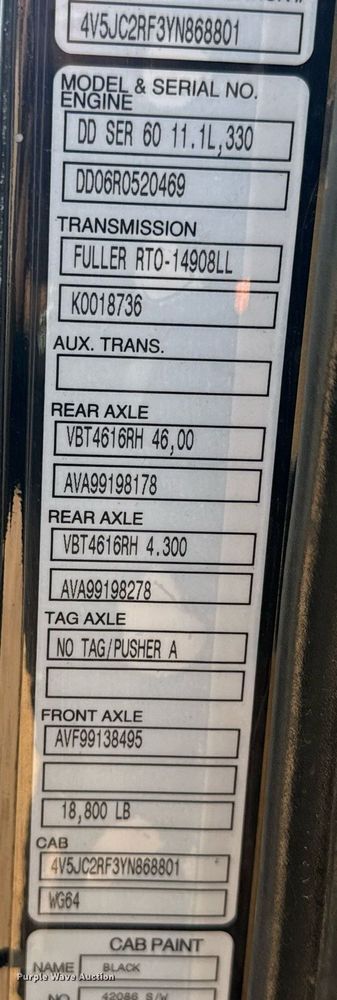 4V5JC2RF3YN868801
MODEL & SERIAL NO.
ENGINE
DD SER 60 11.1L,330
DD06R0520469
TRANSMISSION
FULLER RTO-14908LL
K0018736
AUX. TRANS.
REAR AXLE
VBT4616RH 46,00
AVA99198178
REAR AXLE
VBT4616RH 4.300
AVA99198278
TAG AXLE
NO TAG/PUSHER A
FRONT AXLE
AVF99138495
18,800 LB
CAB
4V5JC2RF3YN868801
WG64
CAB PAINT
NAME BLACK
NO 42086 S/W
Purple Wave Auction